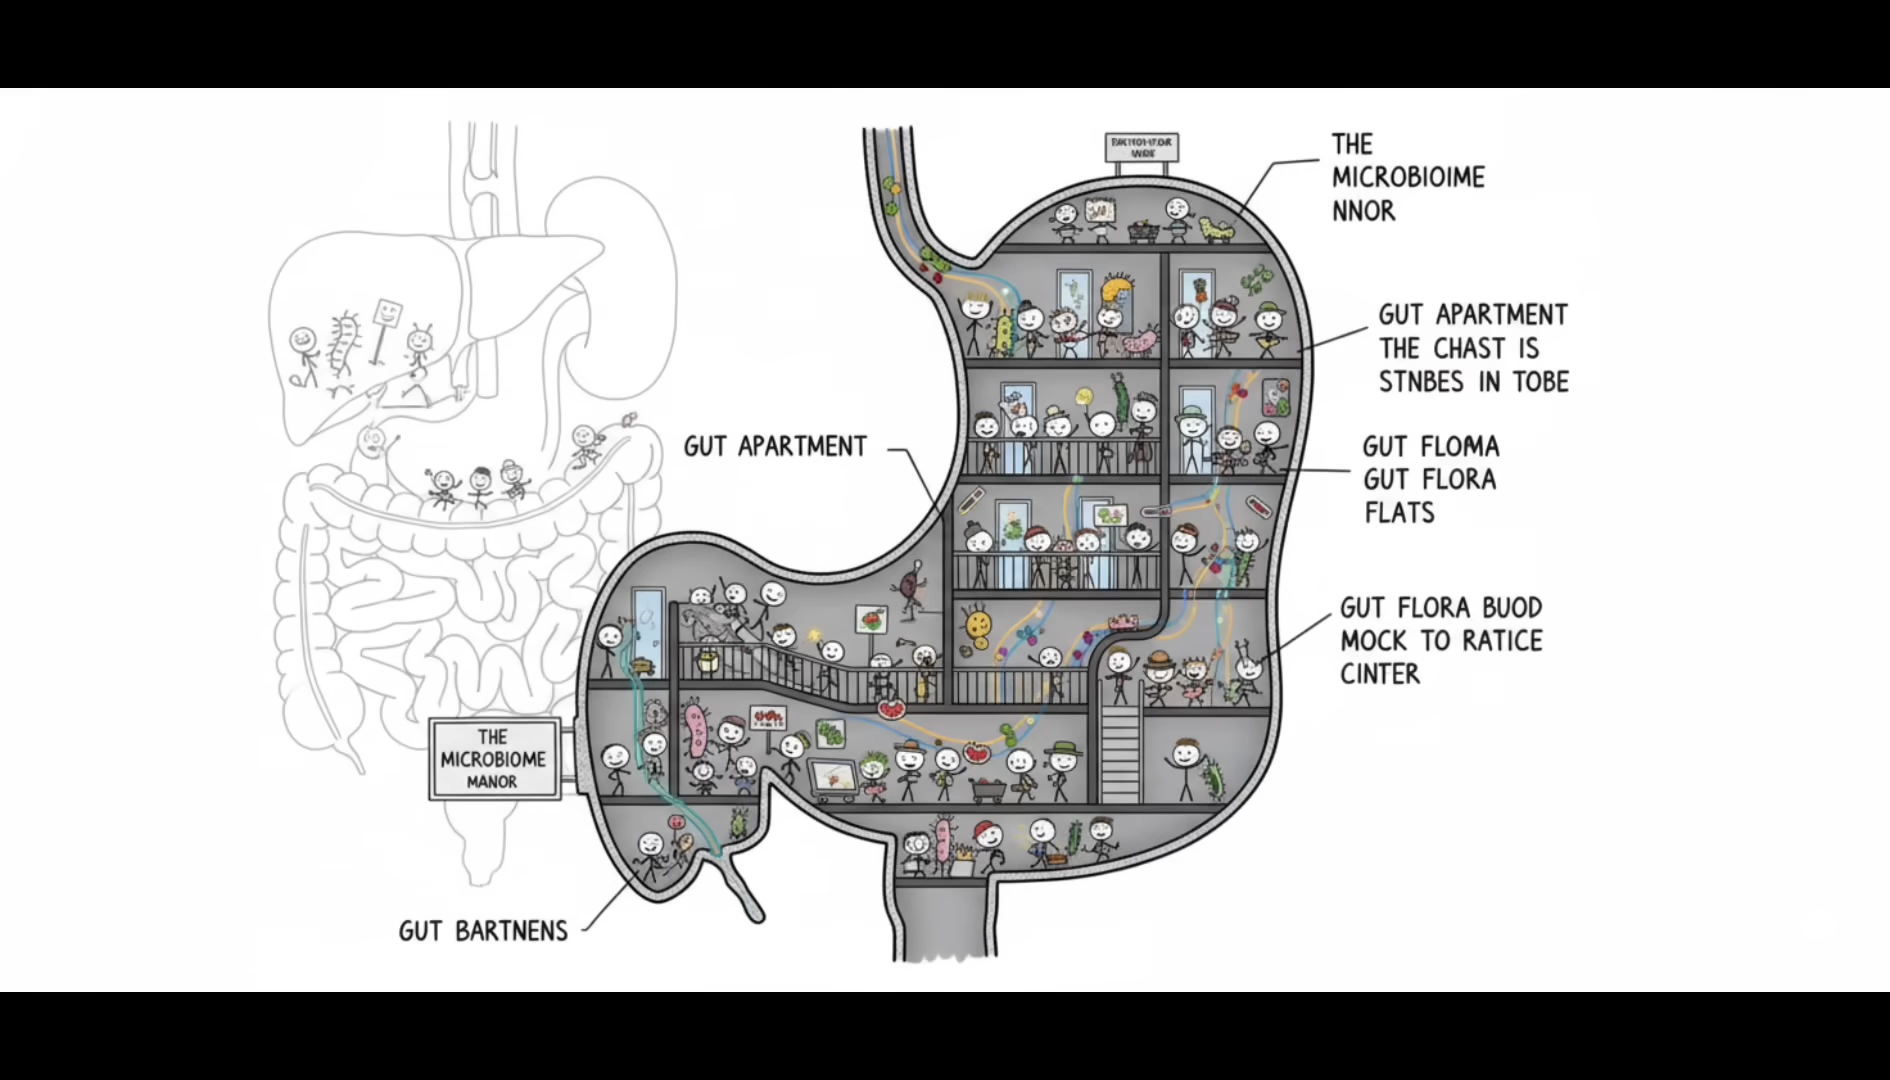 THE
MICROBIOIME
NNOR
GUT APARTMENT
THE CHAST IS
STNBES IN TOBE
GUT APARTMENT
GUT FLOMA
GUT FLORA
FLATS
GUT FLORA BUOD
MOCK TO RATICE
CINTER
THE
MICROBIOME
MANOR
GUT BARTNENS